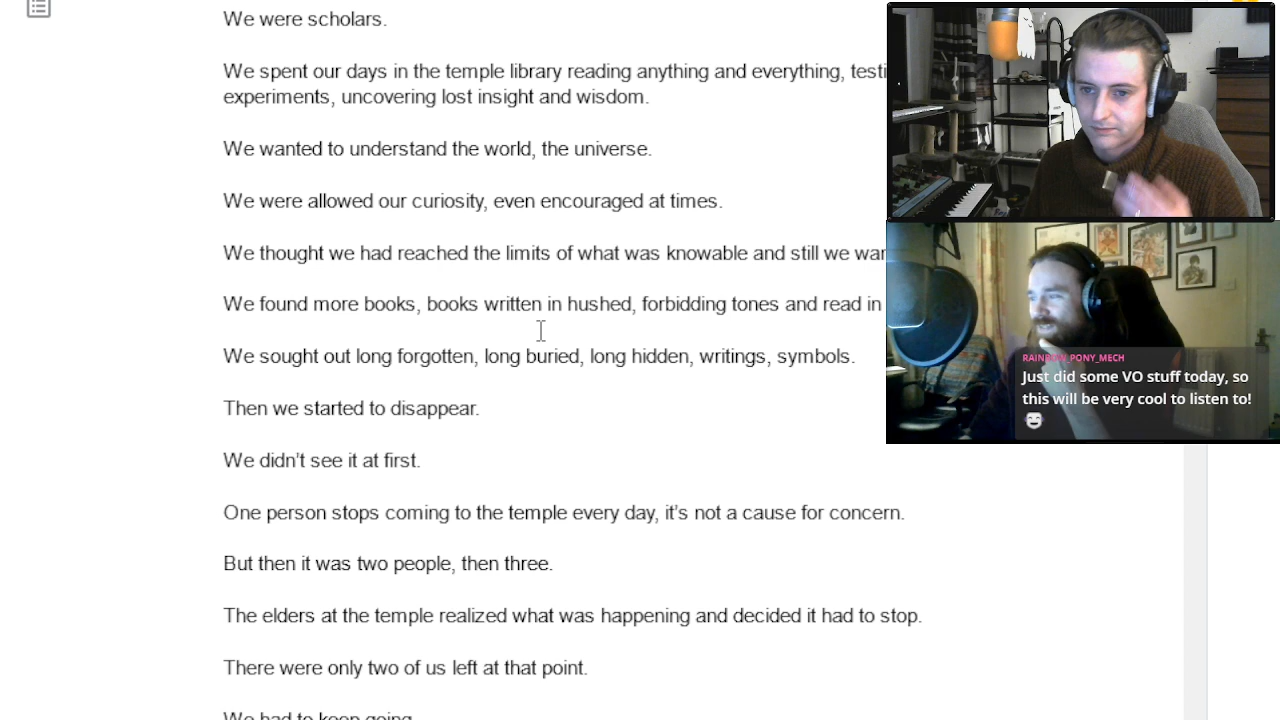 We were scholars.
We spent our days in the temple library reading anything and everything, testi
experiments, uncovering lost insight and wisdom.
We wanted to understand the world, the universe.
We were allowed our curiosity, even encouraged at times.
We thought we had reached the limits of what was knowable and still we wan
We found more books, books written in hushed, forbidding tones and read in
We sought out long forgotten, long buried, long hidden, writings, symbols.
Then we started to disappear.
We didn't see it at first.
One person stops coming to the temple every day, it's not a cause for concern.
But then it was two people, then three.
The elders at the temple realized what was happening and decided it had to stop.
There were only two of us left at that point.
We had to keep going
RAINBOW_PONY_MECH
Just did some VO stuff today, so
this will be very cool to listen to!